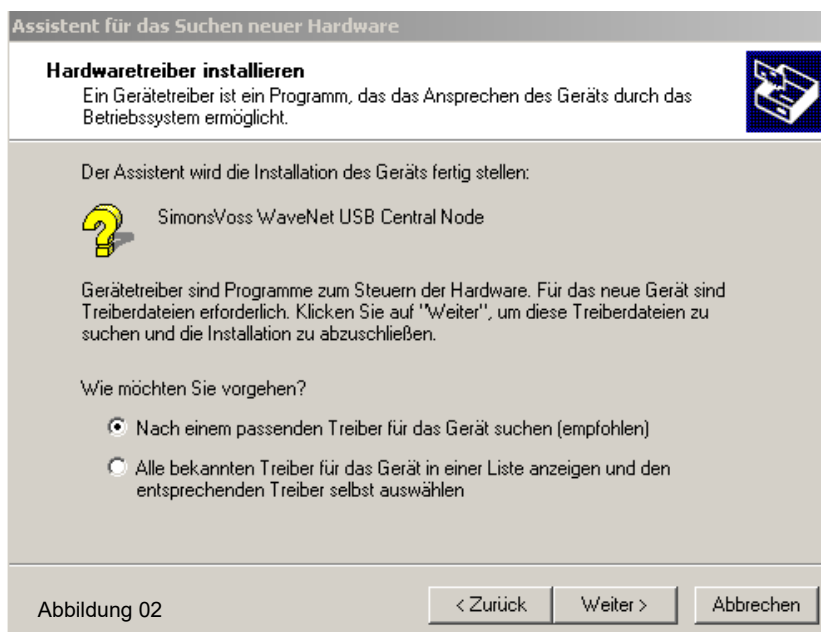 Assistent für das Suchen neuer Hardware
Hardwaretreiber installieren
Ein Gerätetreiber ist ein Programm, das das Ansprechen des Geräts durch das
Betriebssystem ermöglicht.
Der Assistent wird die Installation des Geräts fertig stellen:
SimonsVoss WaveNet USB Central Node
Gerätetreiber sind Programme zum Steuern der Hardware. Für das neue Gerät sind
Treiberdateien erforderlich. Klicken Sie auf "Weiter", um diese Treiberdateien zu
suchen und die Installation zu abzuschließen.
Wie möchten Sie vorgehen?
Nach einem passenden Treiber für das Gerät suchen (empfohlen)
Alle bekannten Treiber für das Gerät in einer Liste anzeigen und den
entsprechenden Treiber selbst auswählen
Abbildung 02 < Zurück Weiter > Abbrechen